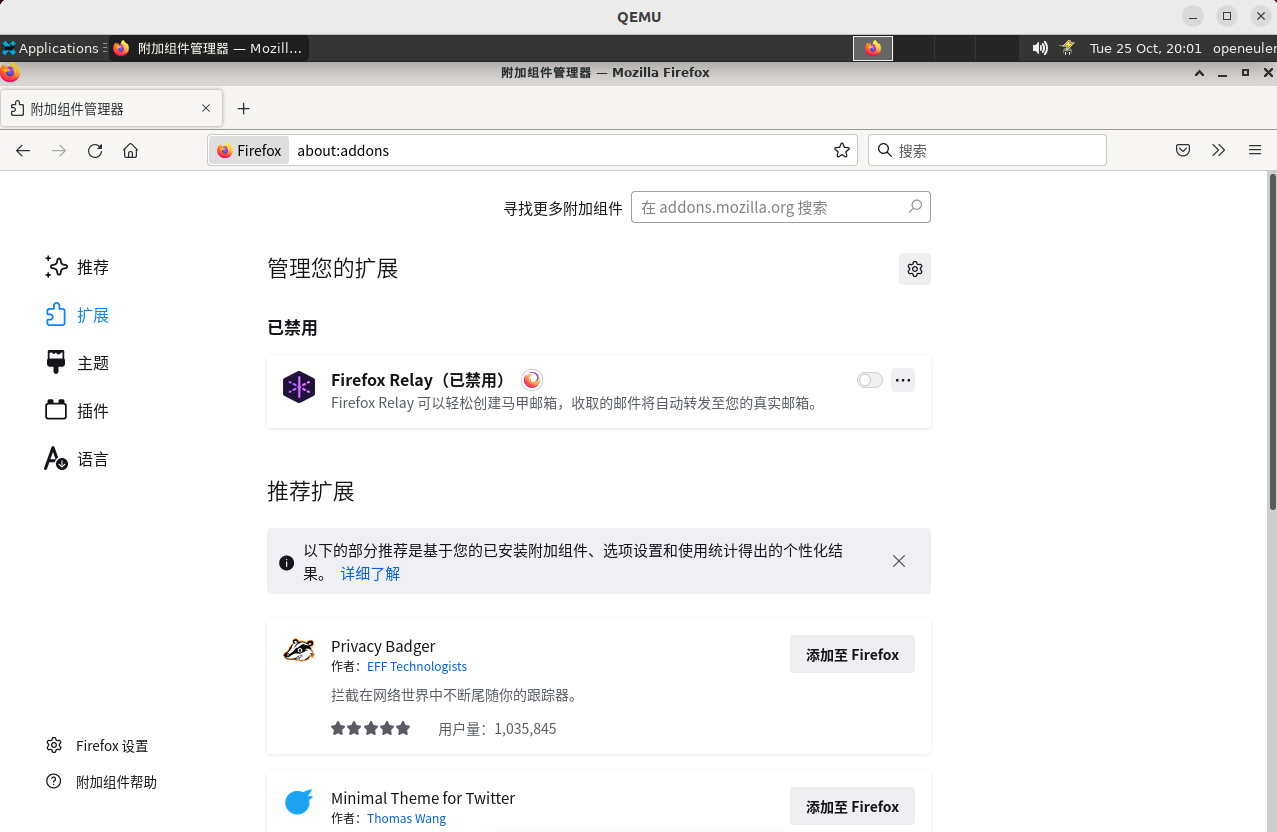 QEMU
Applications
附加组件管理器 — Mozill...
Tue 25 Oct, 20:01
openeuler
附加组件管理器 — Mozilla Firefox
附加组件管理器
Firefox
about:addons
搜索
寻找更多附加组件
在 addons.mozilla.org 搜索
推荐
扩展
主题
插件
语言
管理您的扩展
已禁用
Firefox Relay（已禁用）
Firefox Relay 可以轻松创建马甲邮箱，收取的邮件将自动转发至您的真实邮箱。
推荐扩展
以下的部分推荐是基于您的已安装附加组件、选项设置和使用统计得出的个性化结
果。 详细了解
Privacy Badger
作者：EFF Technologists
添加至 Firefox
拦截在网络世界中不断尾随你的跟踪器。
用户量：1,035,845
Minimal Theme for Twitter
作者：Thomas Wang
添加至 Firefox
Firefox 设置
附加组件帮助